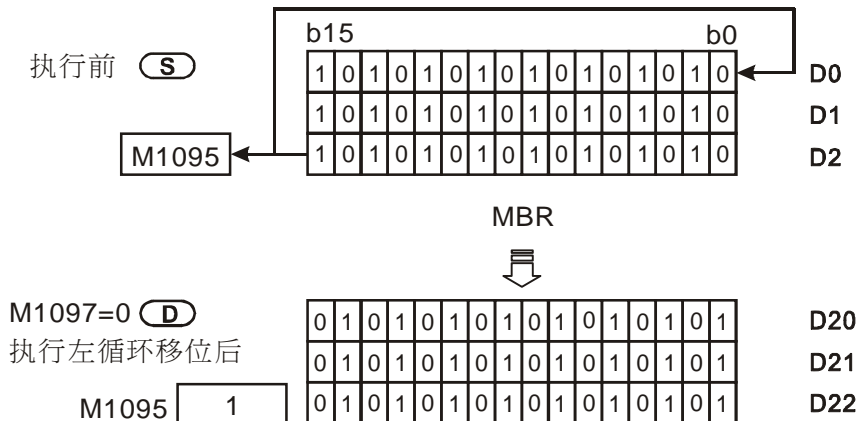 b15 b0
执行前 S 1 0 1 0 1 0 1 0 1 0 1 0 1 0 1 0 D0
1 0 1 0 1 0 1 0 1 0 1 0 1 0 1 0 D1
M1095 1 0 1 0 1 0 1 0 1 0 1 0 1 0 1 0 D2
MBR
M1097=0 D 0 1 0 1 0 1 0 1 0 1 0 1 0 1 0 1 D20
执行左循环移位后 0 1 0 1 0 1 0 1 0 1 0 1 0 1 0 1 D21
M1095 1 0 1 0 1 0 1 0 1 0 1 0 1 0 1 0 1 D22